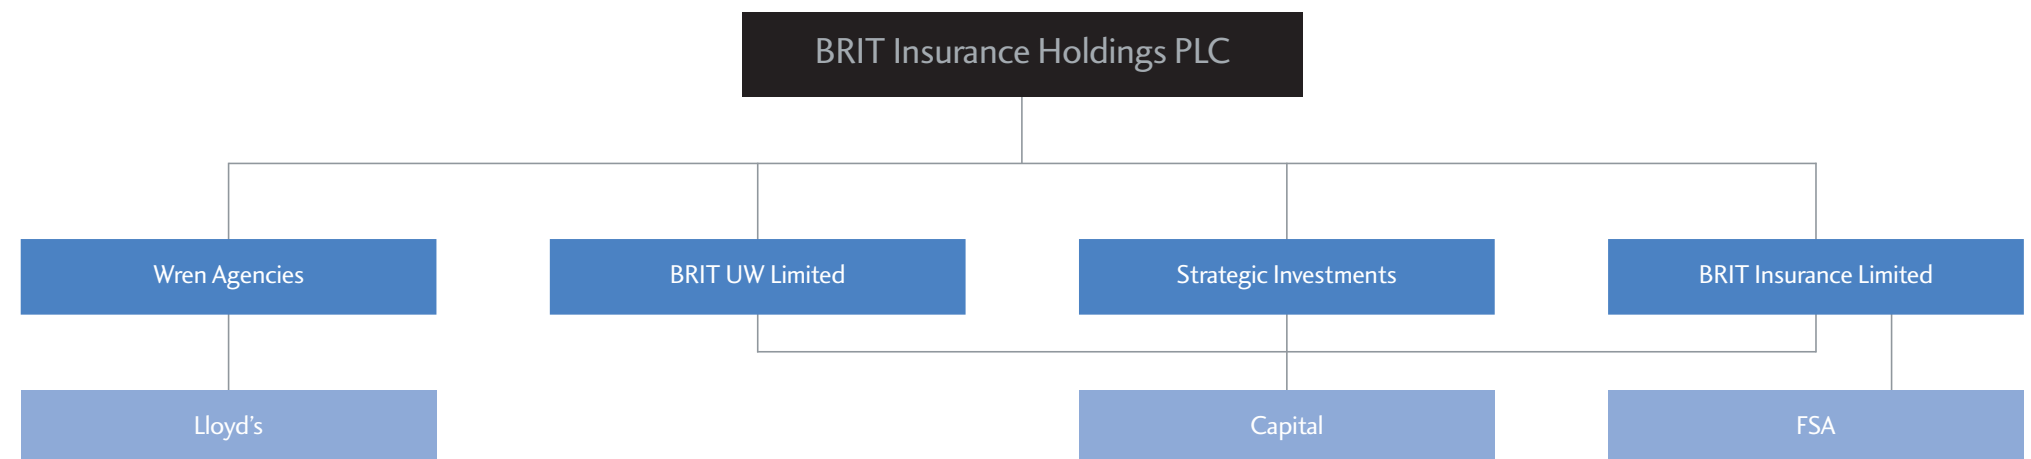 BRIT Insurance Holdings PLC
Wren Agencies
BRIT UW Limited
Strategic Investments
BRIT Insurance Limited
Lloyd’s
Capital
FSA